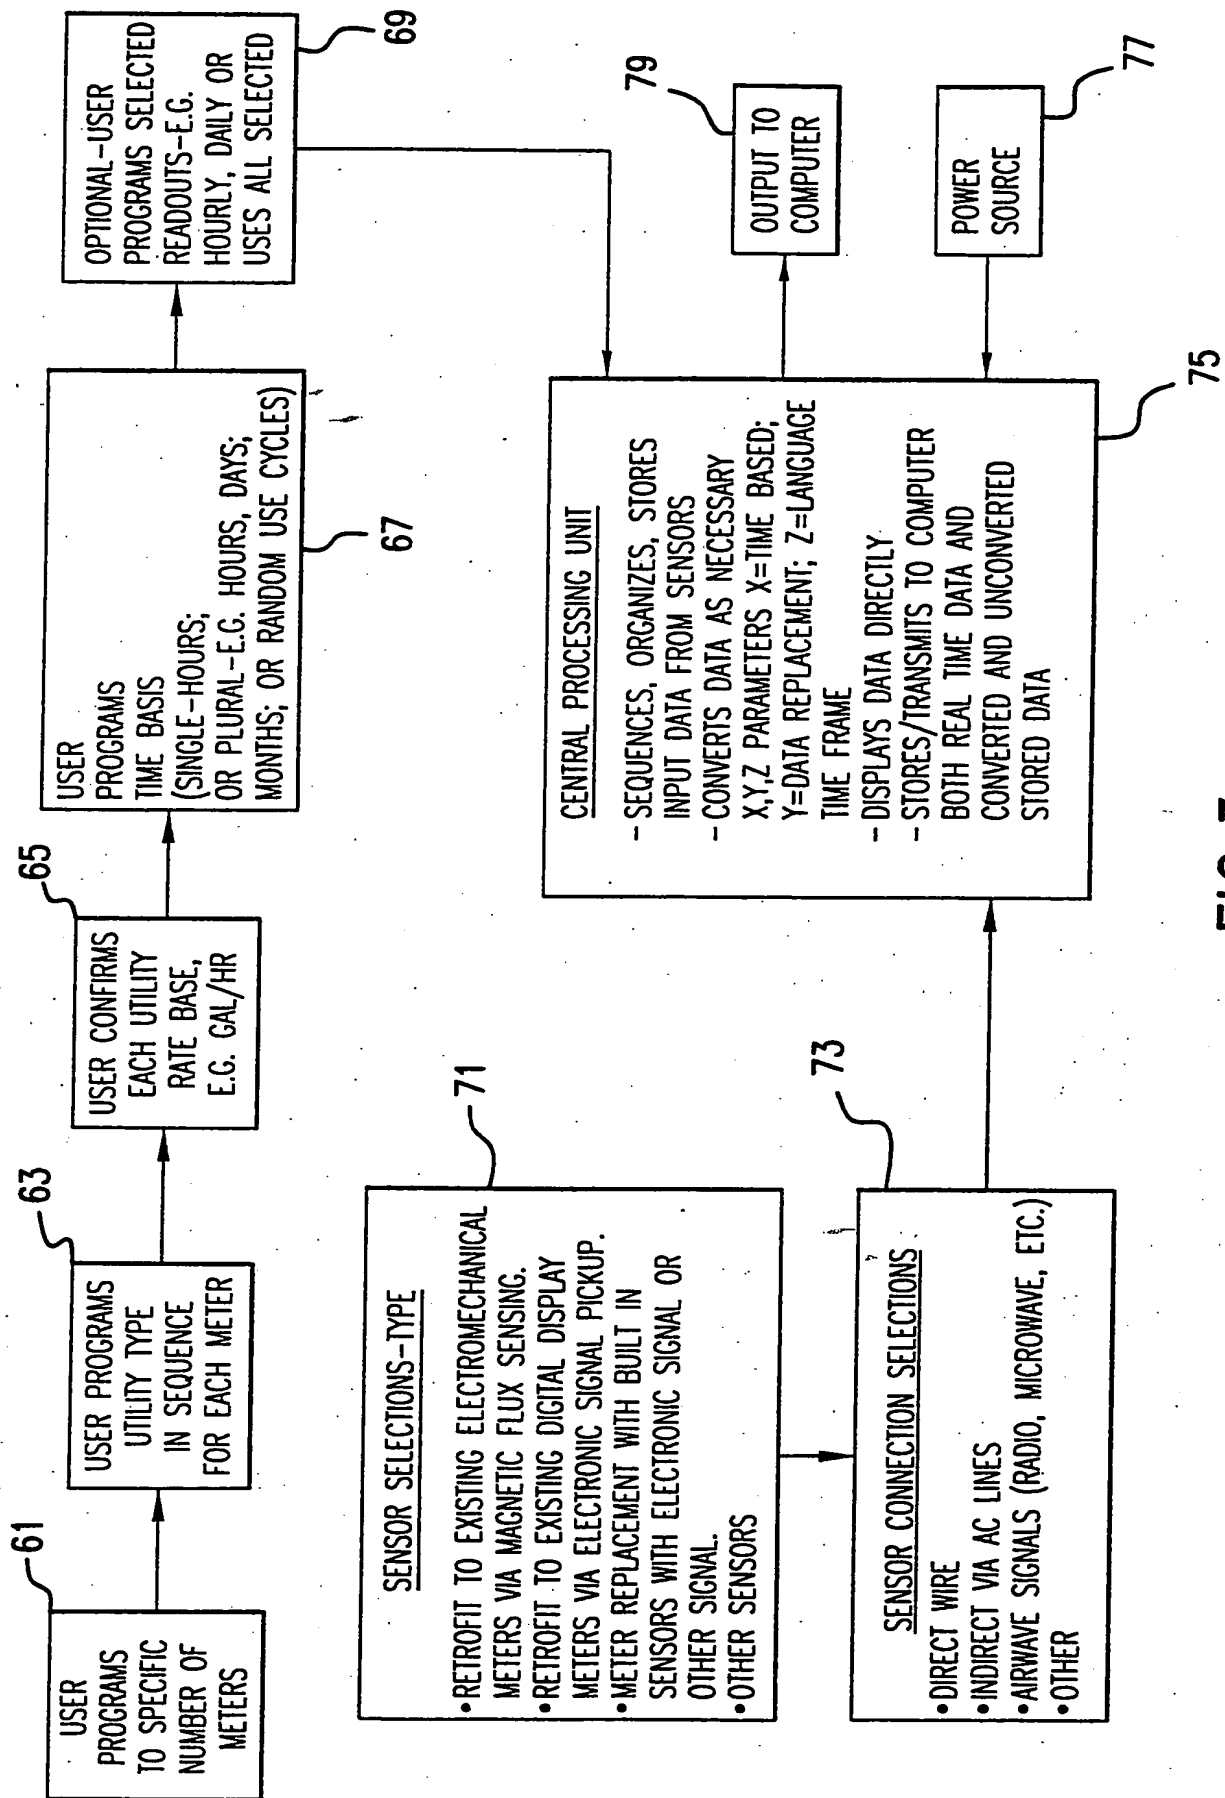 61
USER
PROGRAMS
TO SPECIFIC
NUMBER OF
METERS
63
USER PROGRAMS
UTILITY TYPE
IN SEQUENCE
FOR EACH METER
65
USER CONFIRMS
EACH UTILITY
RATE BASE,
E.G. GAL/HR
USER
PROGRAMS
TIME BASIS
(SINGLE-HOURS;
OR PLURAL-E.G. HOURS, DAYS;
MONTHS; OR RANDOM USE CYCLES)
67
OPTIONAL-USER
PROGRAMS SELECTED
READOUTS-E.G.
HOURLY, DAILY OR
USES ALL SELECTED
69
71
SENSOR SELECTIONS-TYPE
•RETROFIT TO EXISTING ELECTROMECHANICAL
METERS VIA MAGNETIC FLUX SENSING.
•RETROFIT TO EXISTING DIGITAL DISPLAY
METERS VIA ELECTRONIC SIGNAL PICKUP.
•METER REPLACEMENT WITH BUILT IN
SENSORS WITH ELECTRONIC SIGNAL OR
OTHER SIGNAL.
•OTHER SENSORS
73
SENSOR CONNECTION SELECTIONS
•DIRECT WIRE
•INDIRECT VIA AC LINES
•AIRWAVE SIGNALS (RADIO, MICROWAVE, ETC.)
•OTHER
CENTRAL PROCESSING UNIT
- SEQUENCES, ORGANIZES, STORES
INPUT DATA FROM SENSORS
- CONVERTS DATA AS NECESSARY
X,Y,Z PARAMETERS X=TIME BASED;
Y=DATA REPLACEMENT; Z=LANGUAGE
TIME FRAME
- DISPLAYS DATA DIRECTLY
- STORES/TRANSMITS TO COMPUTER
BOTH REAL TIME DATA AND
CONVERTED AND UNCONVERTED
STORED DATA
75
79
OUTPUT TO
COMPUTER
POWER
SOURCE
77